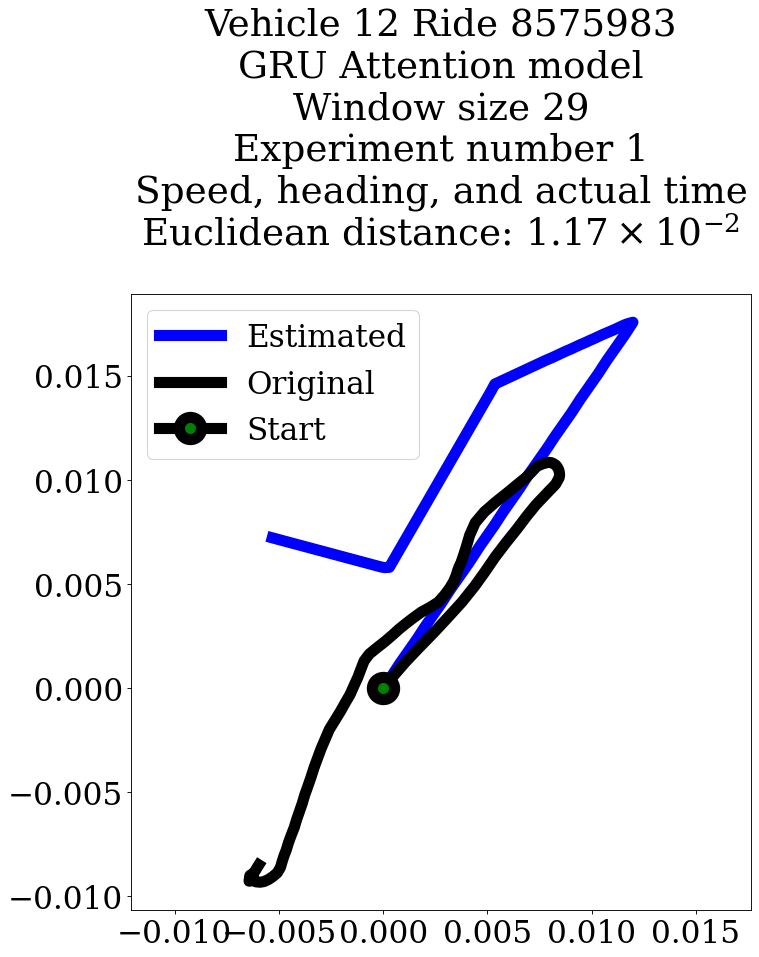 Vehicle 12 Ride 8575983
GRU Attention model
Window size 29
Experiment number 1
Speed, heading, and actual time
Euclidean distance: 1.17 × 10⁻²
Estimated
Original
Start
0.015
0.010
0.005
0.000
−0.005
−0.010
−0.010 −0.005 0.000 0.005 0.010 0.015